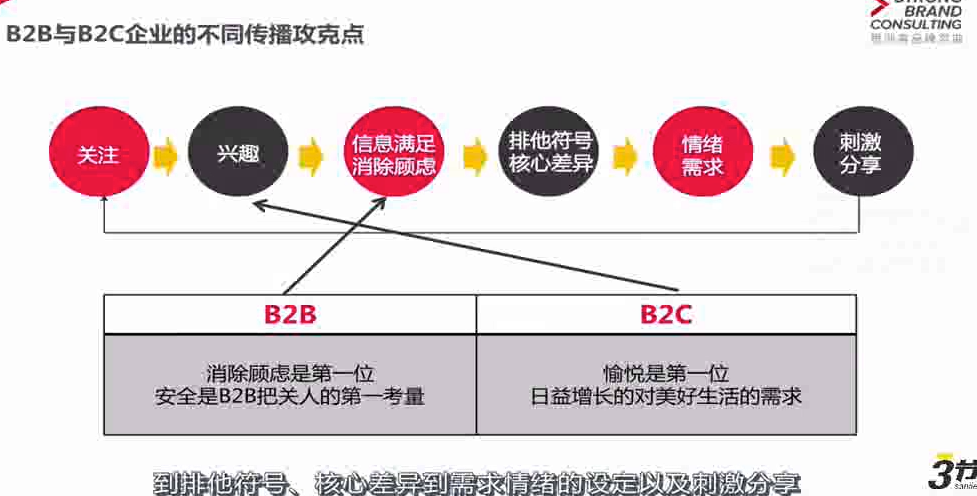 B2B与B2C企业的不同传播攻克点
BRAND
CONSULTING
关注
兴趣
信息满足
消除顾虑
排他符号
核心差异
情绪
需求
刺激
分享
B2B
B2C
消除顾虑是第一位
安全是B2B把关人的第一考量
愉悦是第一位
日益增长的对美好生活的需求
到排他符号、核心差异到需求情绪的设定以及刺激分享
3节